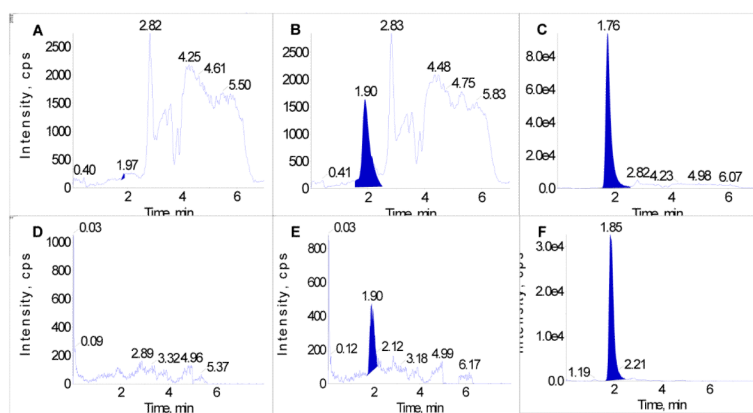 A
2.82
4.25
4.61
5.50
0.40
1.97
2500
2000
1500
1000
500
0
2 4 6
Time, min
Intensity, cps
B
2.83
4.48
4.75
5.83
1.90
0.41
2500
2000
1500
1000
500
0
2 4 6
Time, min
Intensity, cps
C
1.76
2.82 4.23 4.98 6.07
8.0e4
6.0e4
4.0e4
2.0e4
0.0
2 4 6
Time, min
Intensity, cps
D
0.03
0.09
2.89
3.32
4.96
5.37
1000
800
600
400
200
0
2 4 6
Time, min
Intensity, cps
E
0.03
1.90
0.12
2.12
3.18
4.99
6.17
800
600
400
200
0
2 4 6
Time, min
Intensity, cps
F
1.85
1.19
2.21
3.0e4
2.0e4
1.0e4
0.0
2 4 6
Time, min
Intensity, cps